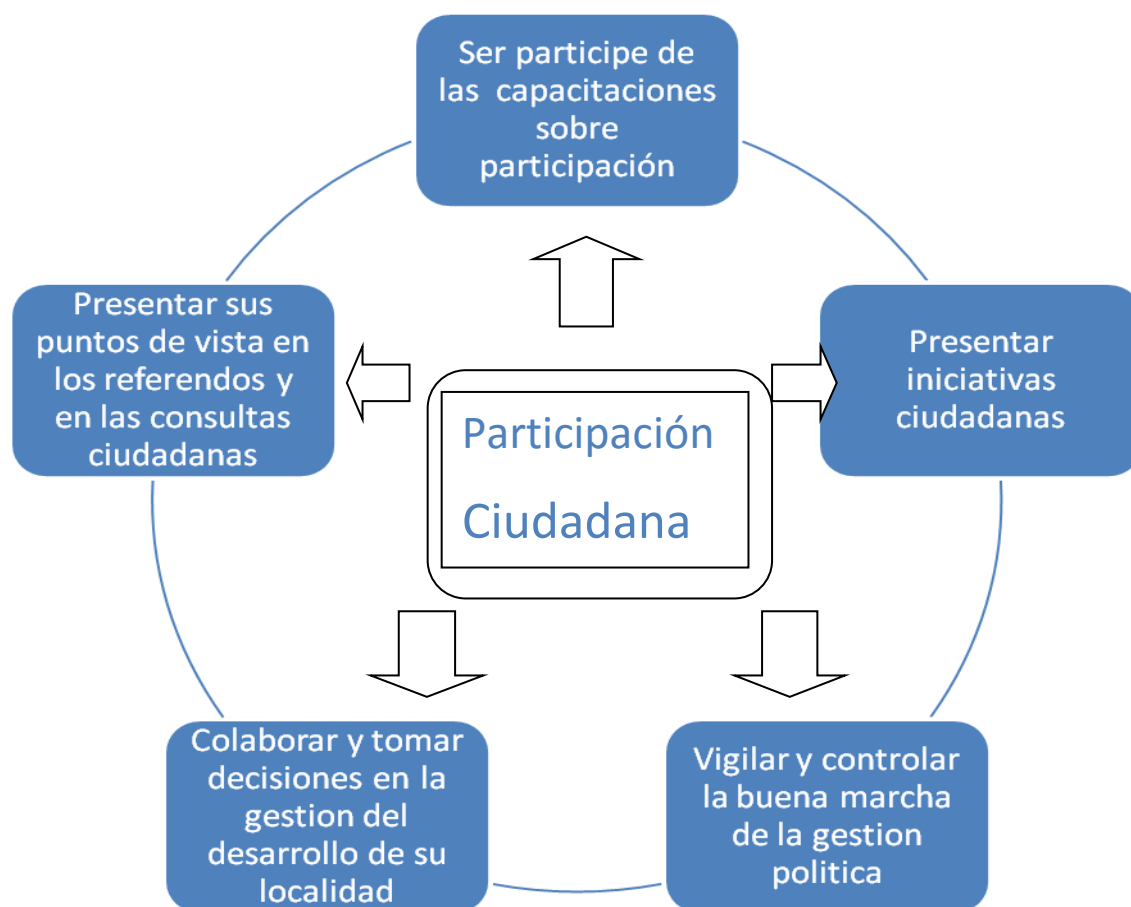 Ser participe de
las capacitaciones
sobre
participación
Presentar sus
puntos de vista en
los referendos y
en las consultas
ciudadanas
Participación
Ciudadana
Presentar
iniciativas
ciudadanas
Colaborar y tomar
decisiones en la
gestion del
desarrollo de su
localidad
Vigilar y controlar
la buena marcha
de la gestion
politica